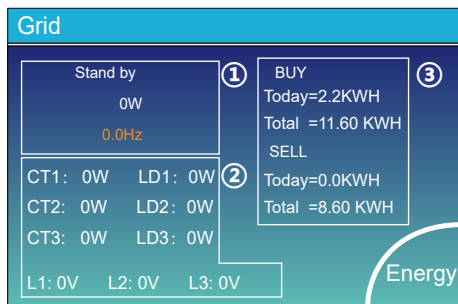 Grid
Stand by
0W
0.0Hz
①
CT1: 0W LD1: 0W
CT2: 0W LD2: 0W
CT3: 0W LD3: 0W
L1: 0V L2: 0V L3: 0V
②
BUY
Today=2.2KWH
Total =11.60 KWH
SELL
Today=0.0KWH
Total =8.60 KWH
③
Energy